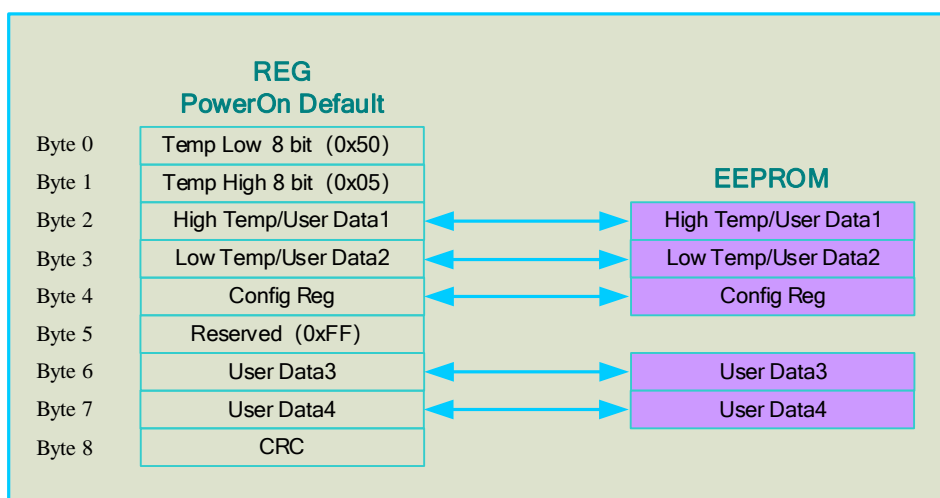 REG
PowerOn Default
Byte 0 Temp Low 8 bit (0x50)
Byte 1 Temp High 8 bit (0x05)
EEPROM
Byte 2 High Temp/User Data1 High Temp/User Data1
Byte 3 Low Temp/User Data2 Low Temp/User Data2
Byte 4 Config Reg Config Reg
Byte 5 Reserved (0xFF)
Byte 6 User Data3 User Data3
Byte 7 User Data4 User Data4
Byte 8 CRC